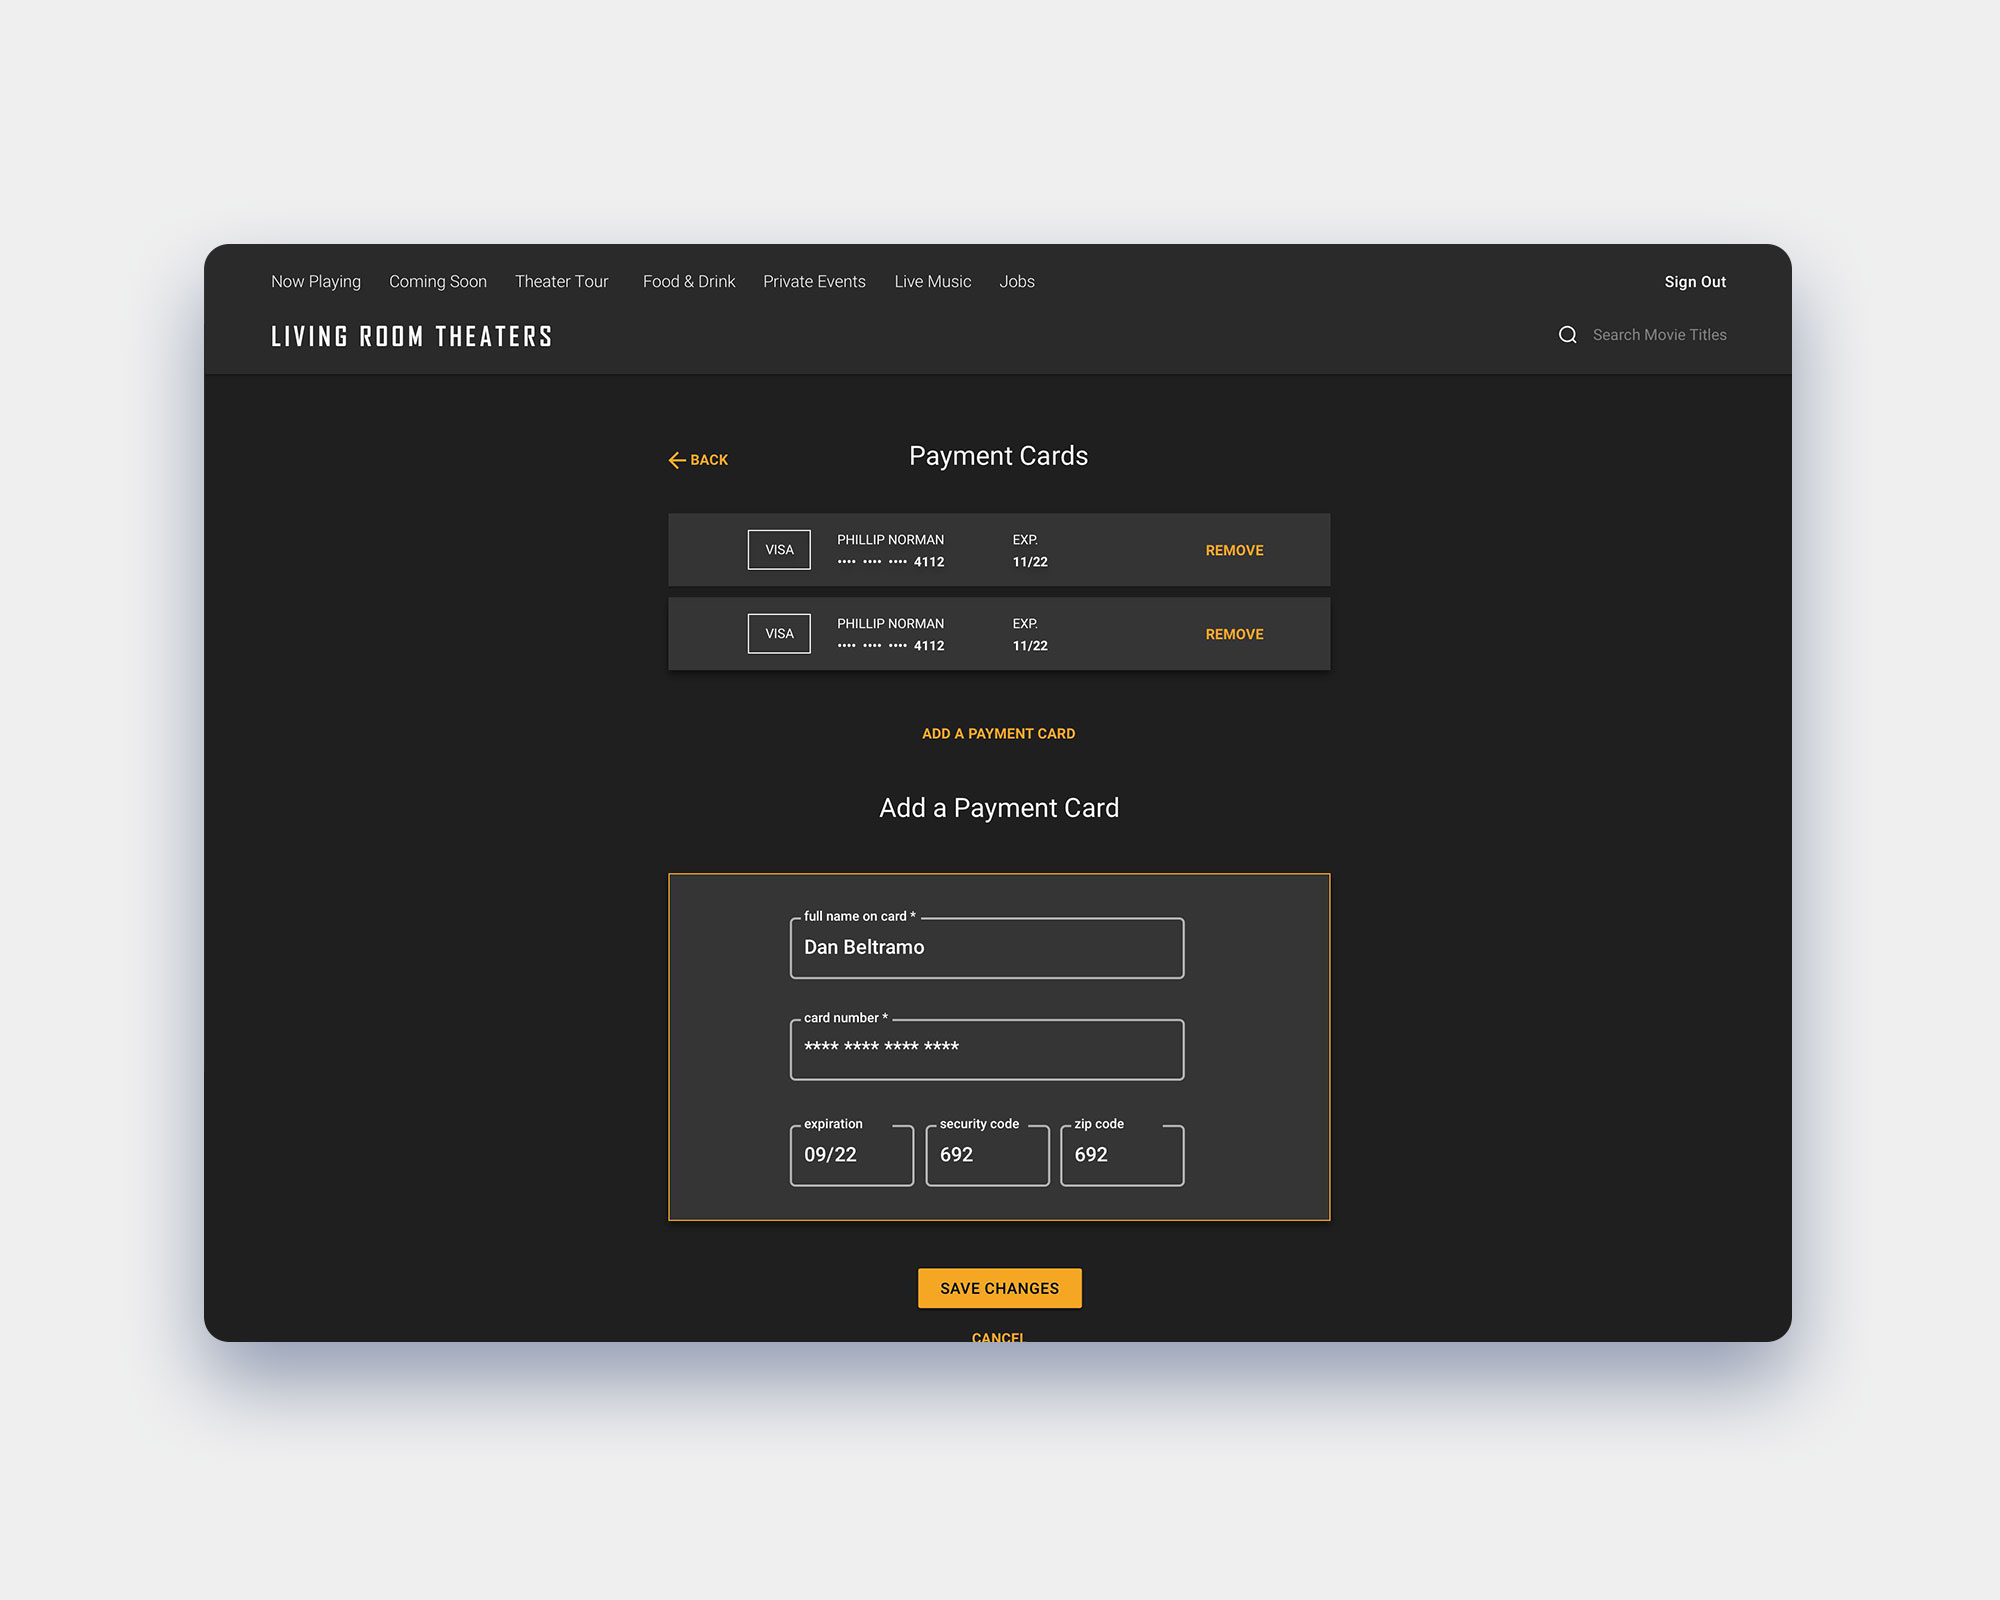 Now Playing Coming Soon Theater Tour Food & Drink Private Events Live Music Jobs Sign Out
LIVING ROOM THEATERS Search Movie Titles
BACK Payment Cards
VISA PHILLIP NORMAN EXP. REMOVE
•••• •••• •••• 4112 11/22
VISA PHILLIP NORMAN EXP. REMOVE
•••• •••• •••• 4112 11/22
ADD A PAYMENT CARD
Add a Payment Card
full name on card *
Dan Beltramo
card number *
**** **** **** ****
expiration security code zip code
09/22 692 692
SAVE CHANGES
CANCEL